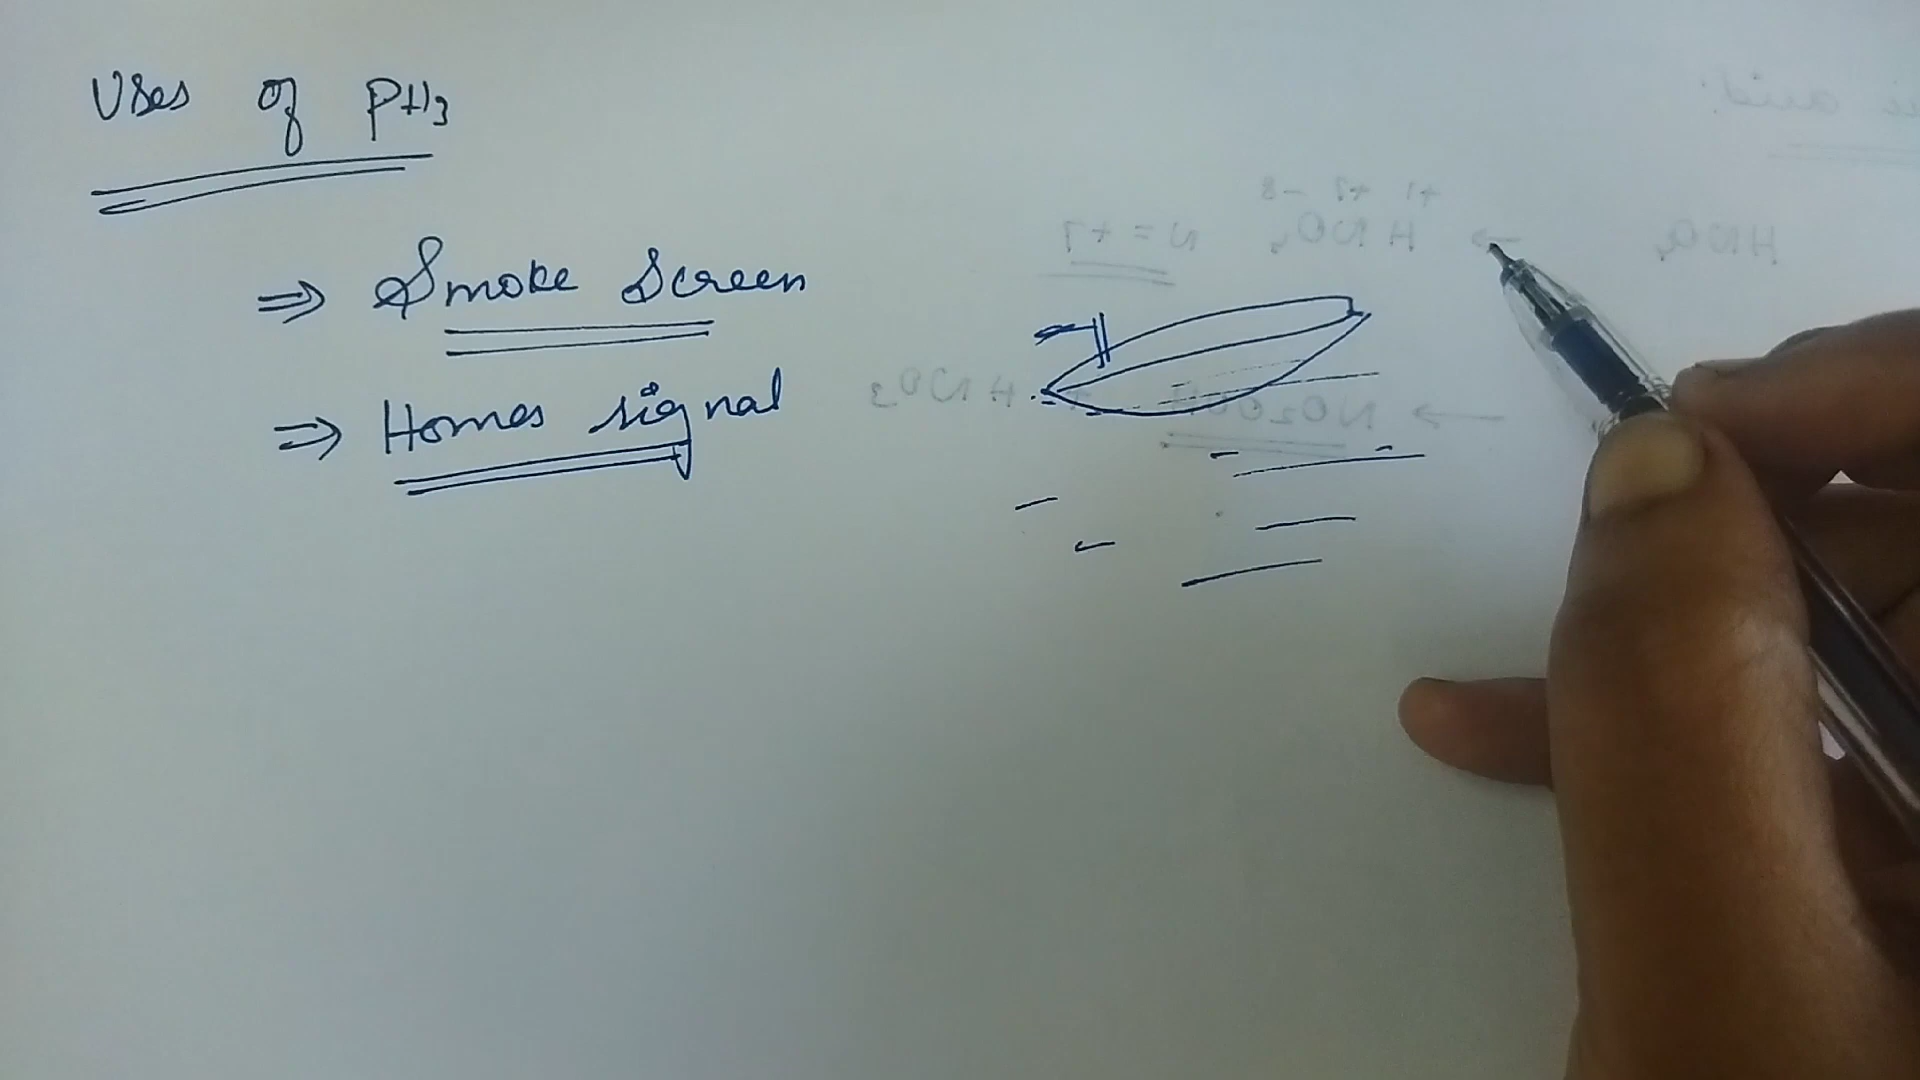 Uses of PH3
⇒ Smoke Screen
⇒ Homes signal